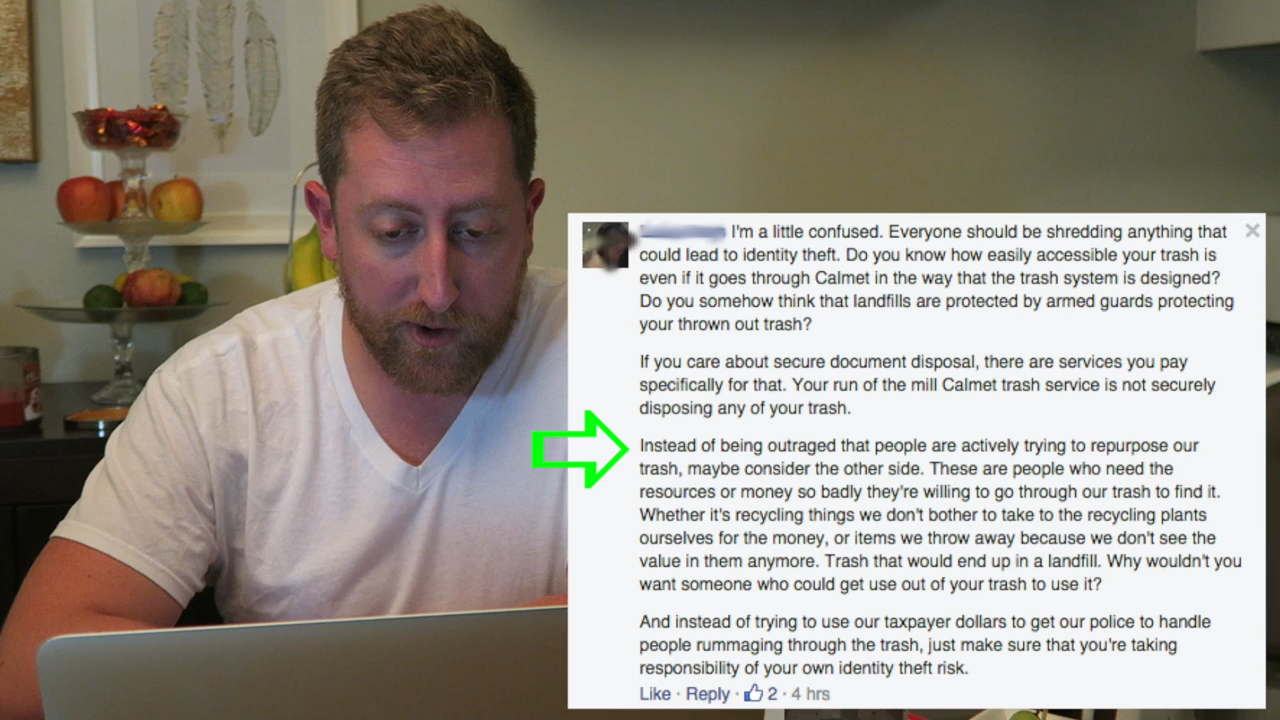 I'm a little confused. Everyone should be shredding anything that
could lead to identity theft. Do you know how easily accessible your trash is
even if it goes through Calmet in the way that the trash system is designed?
Do you somehow think that landfills are protected by armed guards protecting
your thrown out trash?
If you care about secure document disposal, there are services you pay
specifically for that. Your run of the mill Calmet trash service is not securely
disposing any of your trash.
Instead of being outraged that people are actively trying to repurpose our
trash, maybe consider the other side. These are people who need the
resources or money so badly they're willing to go through our trash to find it.
Whether it's recycling things we don't bother to take to the recycling plants
ourselves for the money, or items we throw away because we don't see the
value in them anymore. Trash that would end up in a landfill. Why wouldn't you
want someone who could get use out of your trash to use it?
And instead of trying to use our taxpayer dollars to get our police to handle
people rummaging through the trash, just make sure that you're taking
responsibility of your own identity theft risk.
Like · Reply · 2 · 4 hrs